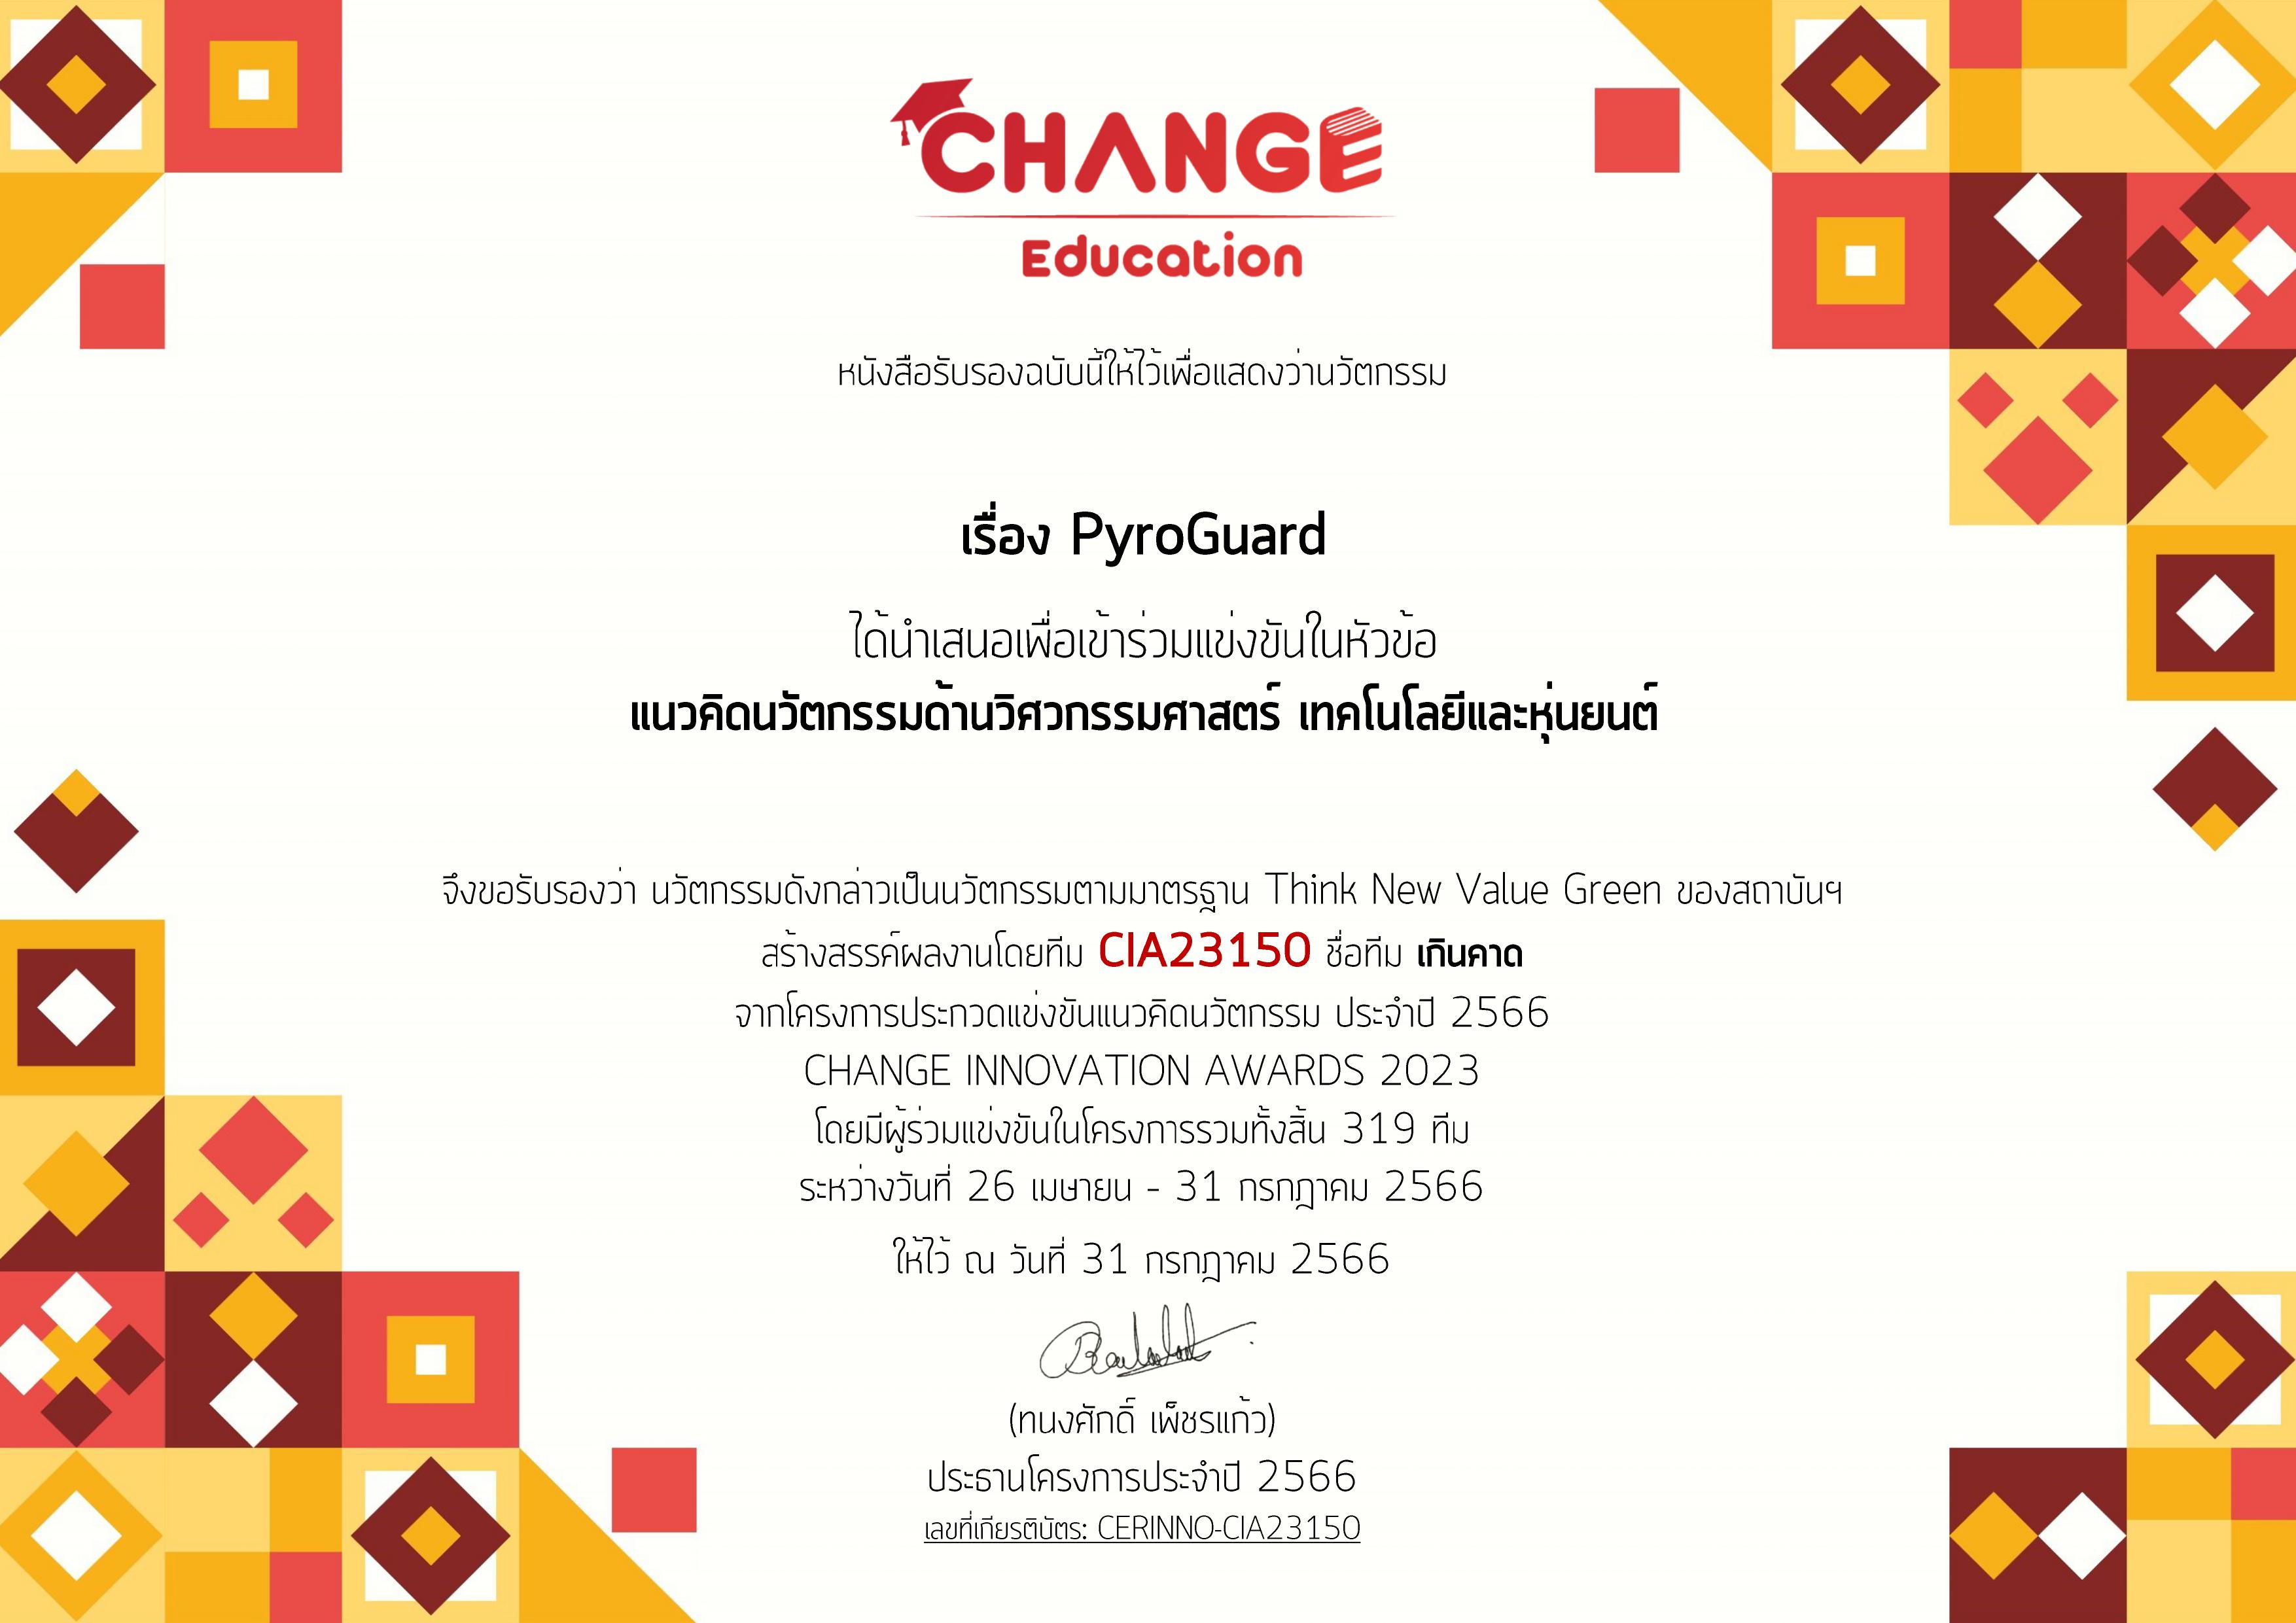 CHANGE
Education
หนังสือรับรองฉบับนี้ให้ไว้เพื่อแสดงว่านวัตกรรม
เรื่อง PyroGuard
ได้นำเสนอเพื่อเข้าร่วมแข่งขันในหัวข้อ
แนวคิดนวัตกรรมด้านวิศวกรรมศาสตร์ เทคโนโลยีและหุ่นยนต์
จึงขอรับรองว่า นวัตกรรมดังกล่าวเป็นนวัตกรรมตามมาตรฐาน Think New Value Green ของสถาบันฯ
สร้างสรรค์ผลงานโดยทีม CIA23150 ชื่อทีม เกินคาด
จากโครงการประกวดแข่งขันแนวคิดนวัตกรรม ประจำปี 2566
CHANGE INNOVATION AWARDS 2023
โดยมีผู้ร่วมแข่งขันในโครงการรวมทั้งสิ้น 319 ทีม
ระหว่างวันที่ 26 เมษายน - 31 กรกฎาคม 2566
ให้ไว้ ณ วันที่ 31 กรกฎาคม 2566
(ทนงศักดิ์ เพ็ชรแก้ว)
ประธานโครงการประจำปี 2566
เลขที่เกียรติบัตร: CERINNO-CIA23150